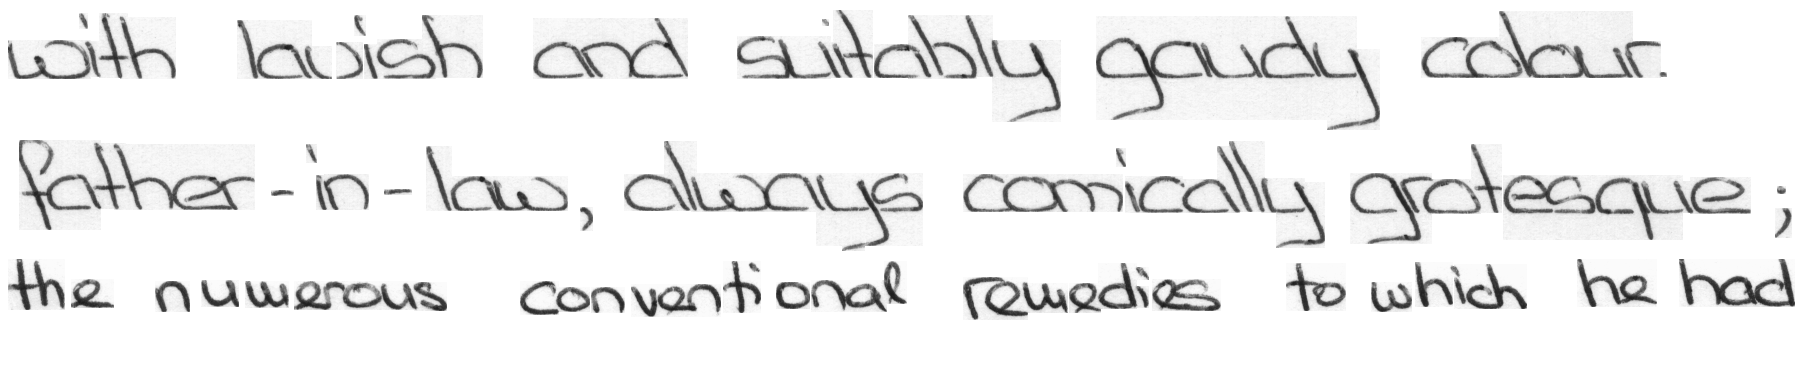 with lavish and suitably gaudy colour.
father-in-law, always comically grotesque;
the numerous conventional remedies to which he had